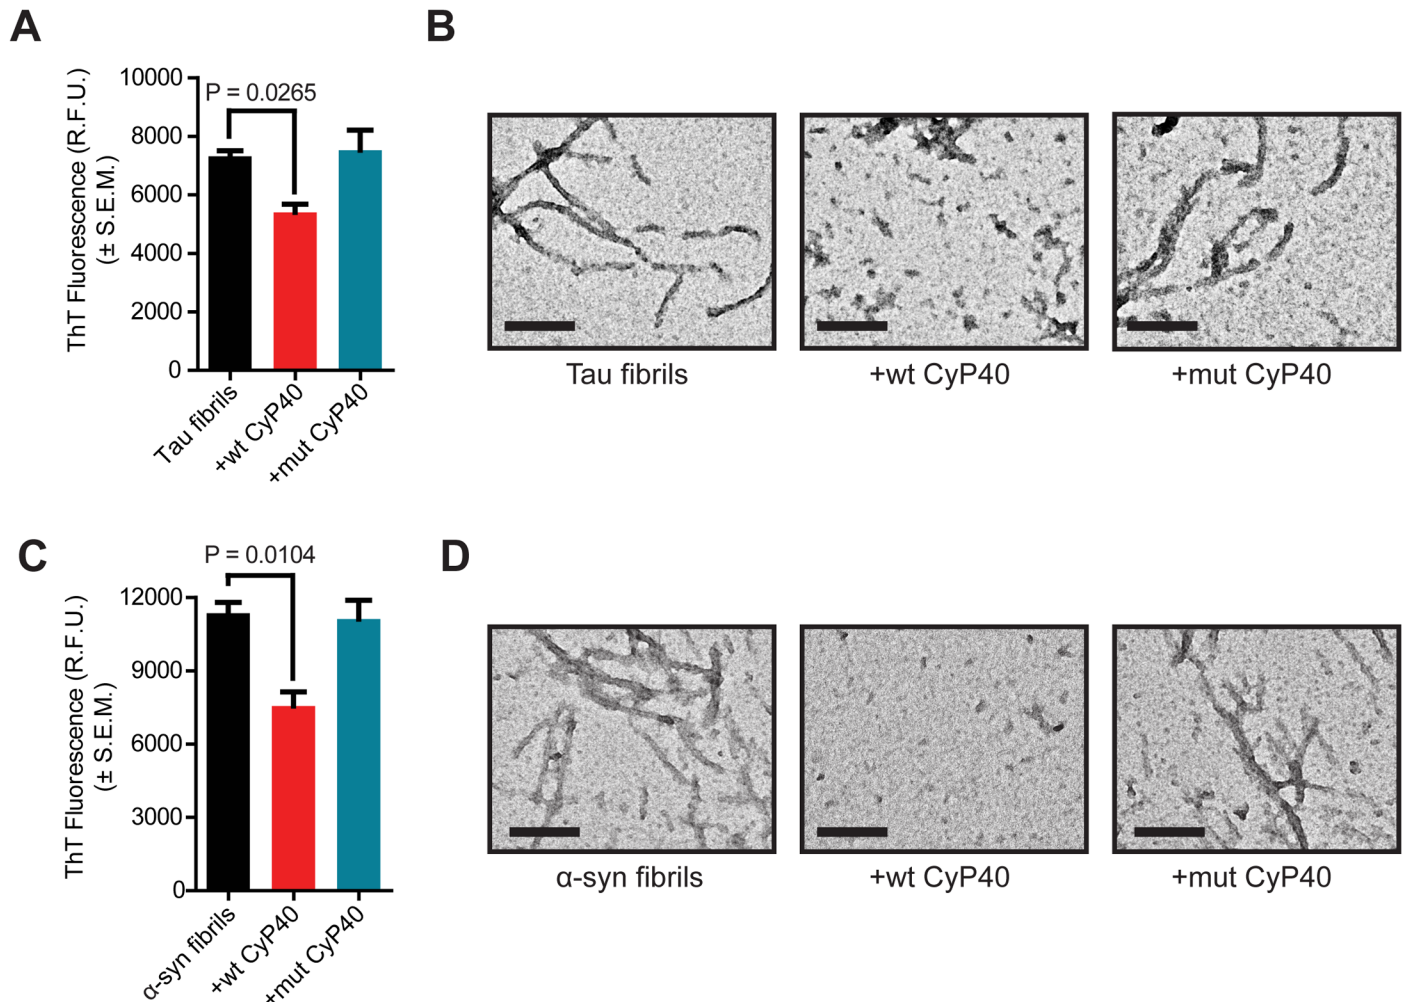 A
P = 0.0265
ThT Fluorescence (R.F.U.)
(± S.E.M.)
10000
8000
6000
4000
2000
0
Tau fibrils
+wt CyP40
+mut CyP40
B
Tau fibrils
+wt CyP40
+mut CyP40
C
P = 0.0104
ThT Fluorescence (R.F.U.)
(± S.E.M.)
12000
9000
6000
3000
0
α-syn fibrils
+wt CyP40
+mut CyP40
D
α-syn fibrils
+wt CyP40
+mut CyP40